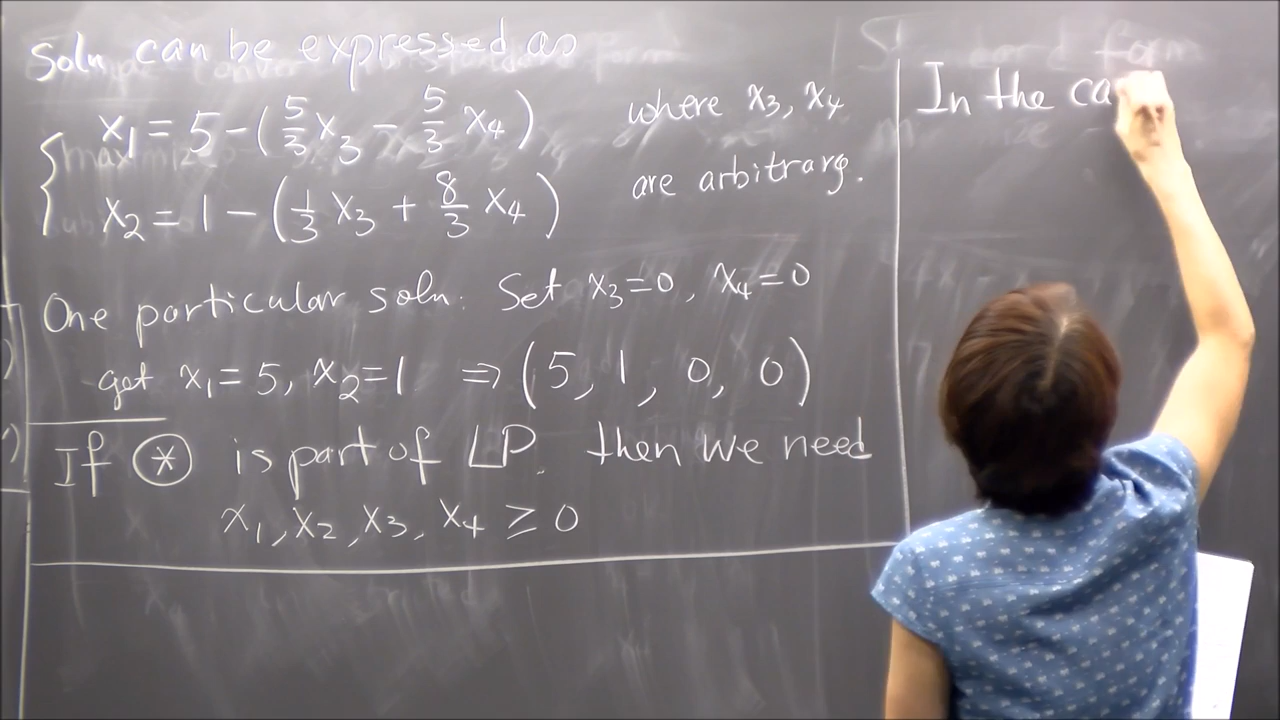 Soln can be expressed as
x₁ = 5 - (5/3 x₃ - 5/3 x₄)
x₂ = 1 - (1/3 x₃ + 8/3 x₄)
where x₃, x₄
are arbitrary.
One particular soln: Set x₃=0, x₄=0
get x₁=5, x₂=1 ⇒ (5, 1, 0, 0)
If ⊛ is part of LP, then we need
x₁, x₂, x₃, x₄ ≥ 0
In the ca